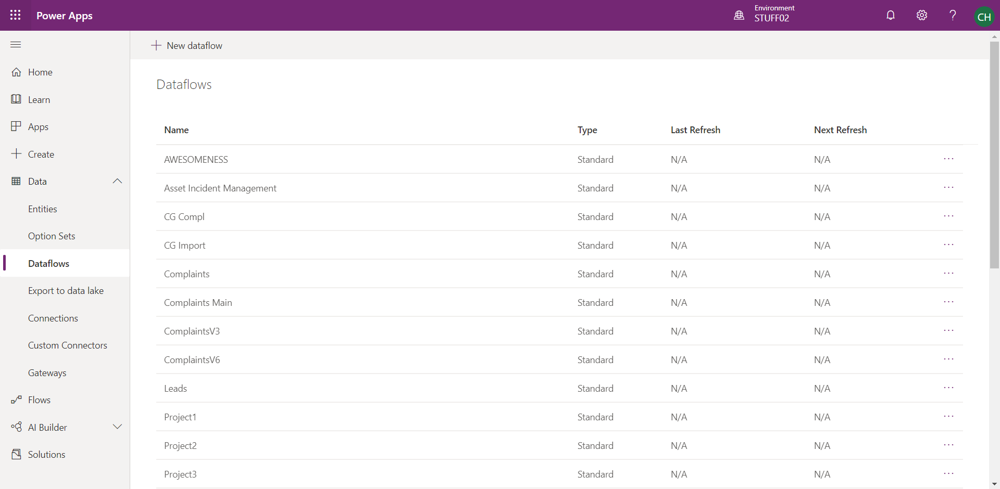 Power Apps
Environment
STUFF02
CH
New dataflow
Home
Learn
Apps
Create
Data
Entities
Option Sets
Dataflows
Export to data lake
Connections
Custom Connectors
Gateways
Flows
AI Builder
Solutions
Dataflows
Name Type Last Refresh Next Refresh
AWESOMENESS Standard N/A N/A ...
Asset Incident Management Standard N/A N/A ...
CG Compl Standard N/A N/A ...
CG Import Standard N/A N/A ...
Complaints Standard N/A N/A ...
Complaints Main Standard N/A N/A ...
ComplaintsV3 Standard N/A N/A ...
ComplaintsV6 Standard N/A N/A ...
Leads Standard N/A N/A ...
Project1 Standard N/A N/A ...
Project2 Standard N/A N/A ...
Project3 Standard N/A N/A ...